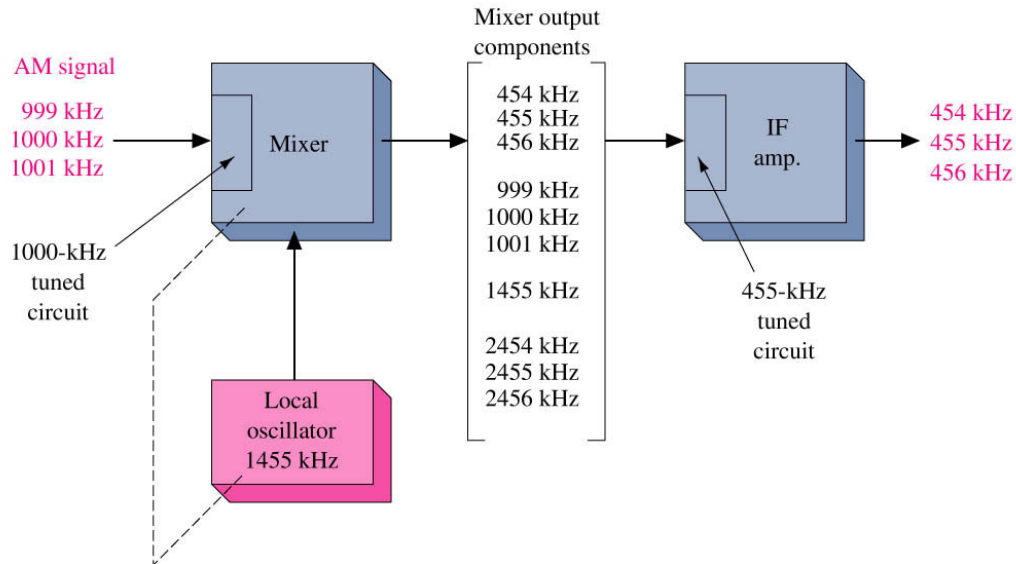 AM signal
999 kHz
1000 kHz
1001 kHz
1000-kHz
tuned
circuit
Mixer
Local
oscillator
1455 kHz
Mixer output
components
454 kHz
455 kHz
456 kHz
999 kHz
1000 kHz
1001 kHz
1455 kHz
2454 kHz
2455 kHz
2456 kHz
IF
amp.
455-kHz
tuned
circuit
454 kHz
455 kHz
456 kHz